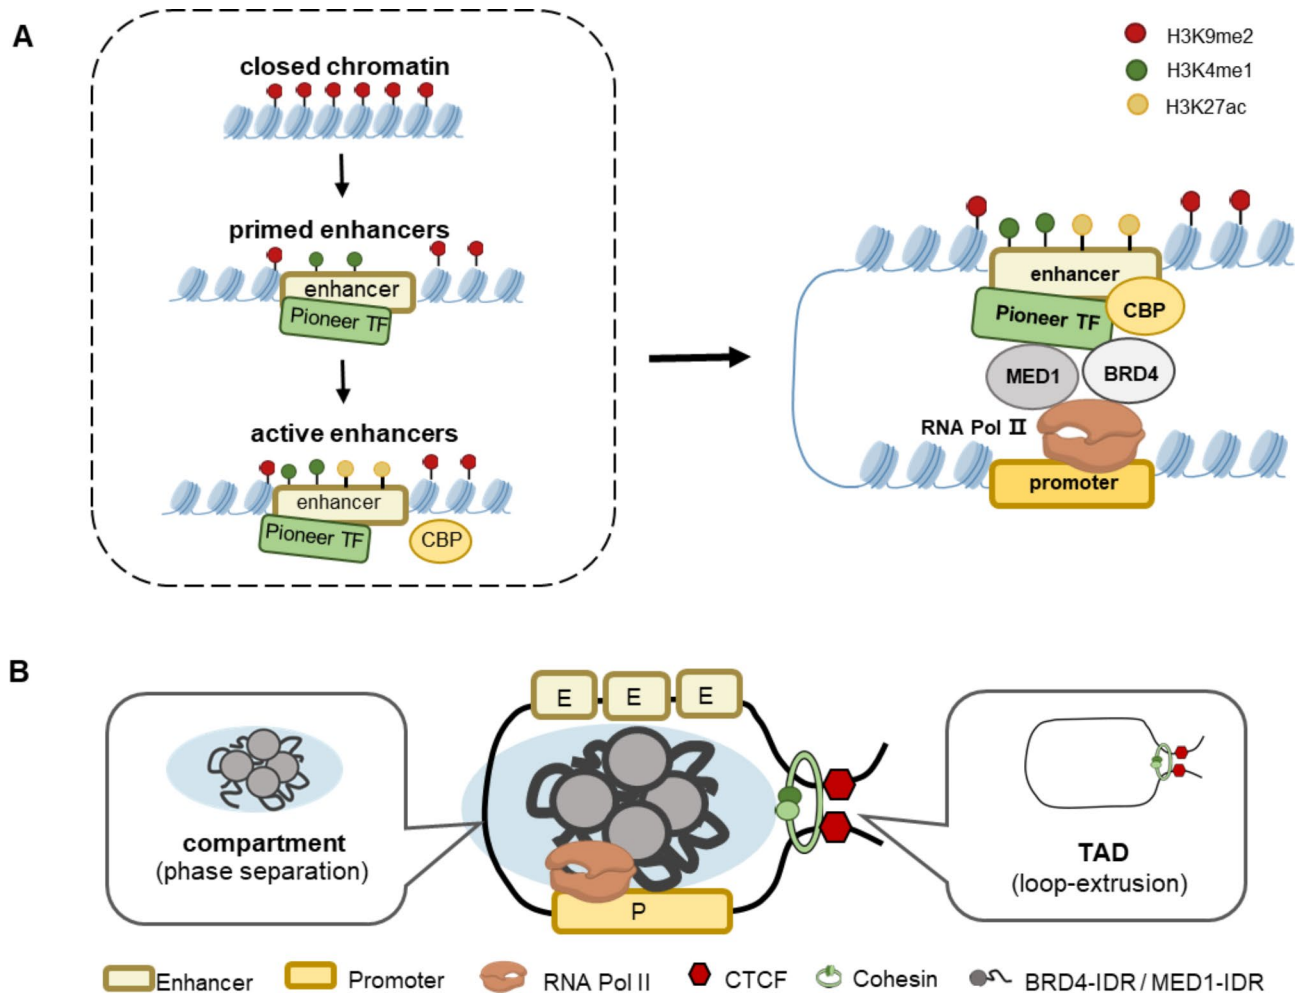 A
closed chromatin
primed enhancers
enhancer
Pioneer TF
active enhancers
enhancer
Pioneer TF
CBP
H3K9me2
H3K4me1
H3K27ac
enhancer
CBP
Pioneer TF
MED1
BRD4
RNA Pol II
promoter
B
compartment
(phase separation)
E E E
P
TAD
(loop-extrusion)
Enhancer
Promoter
RNA Pol II
CTCF
Cohesin
BRD4-IDR / MED1-IDR